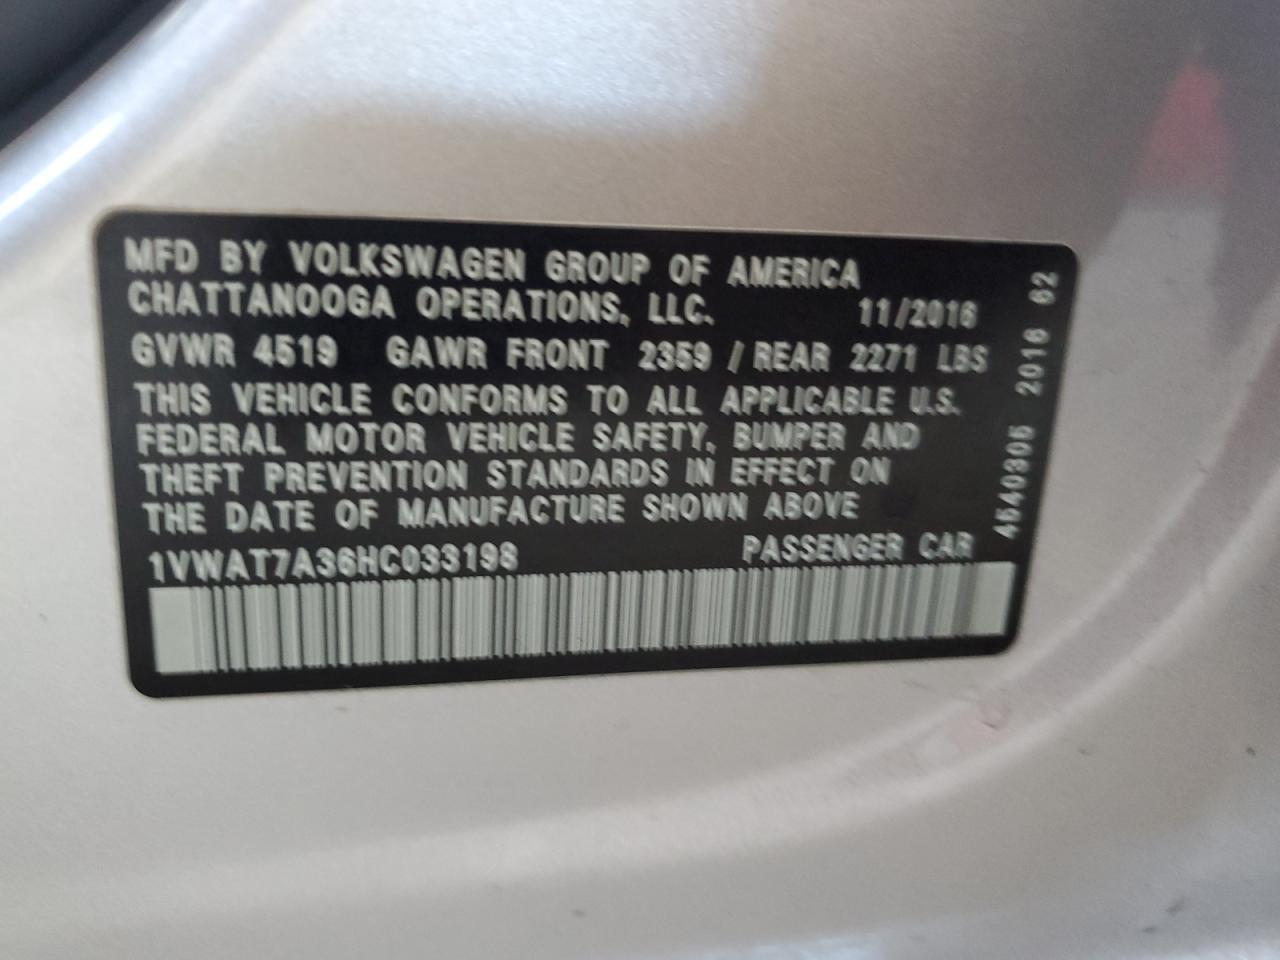 MFD BY VOLKSWAGEN GROUP OF AMERICA
CHATTANOOGA OPERATIONS, LLC. 11/2016
GVWR 4519 GAWR FRONT 2359 / REAR 2271 LBS
THIS VEHICLE CONFORMS TO ALL APPLICABLE U.S.
FEDERAL MOTOR VEHICLE SAFETY, BUMPER AND
THEFT PREVENTION STANDARDS IN EFFECT ON
THE DATE OF MANUFACTURE SHOWN ABOVE
1VWAT7A36HC033198 PASSENGER CAR
4540305 2016 62